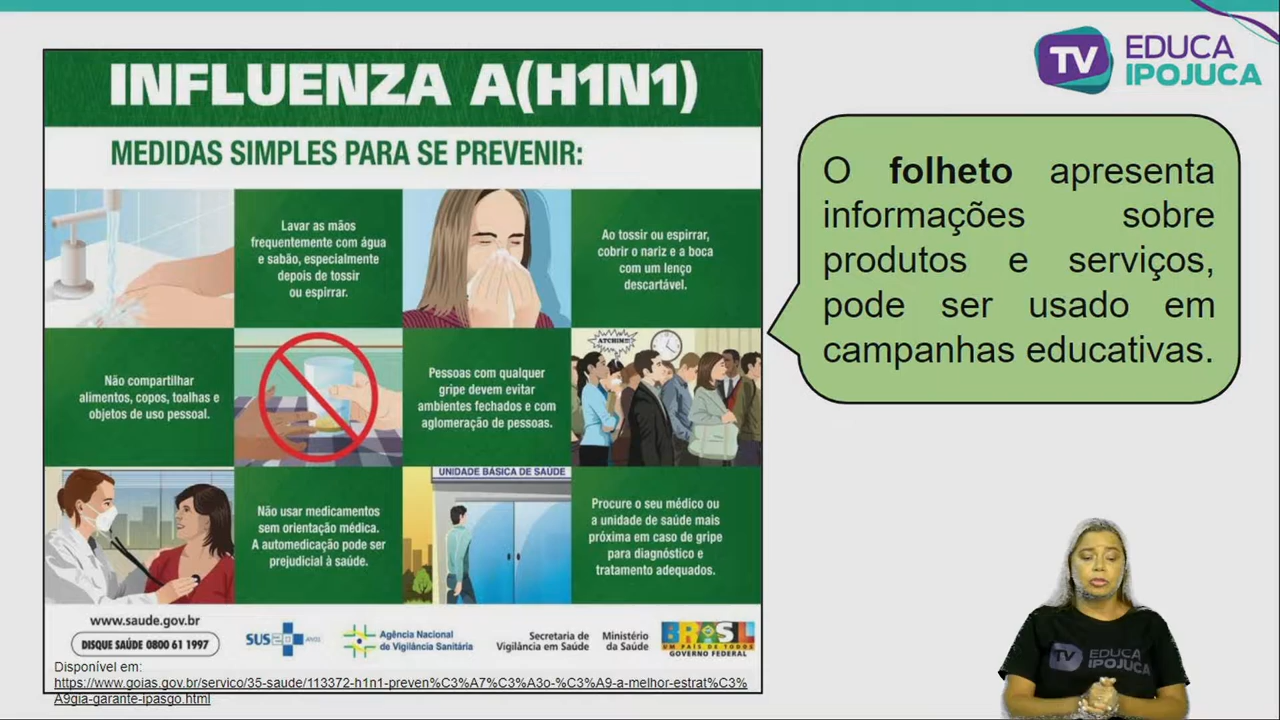 TV EDUCA
IPOJUCA
INFLUENZA A(H1N1)
MEDIDAS SIMPLES PARA SE PREVENIR:
Lavar as mãos
frequentemente com água
e sabão, especialmente
depois de tossir
ou espirrar.
Ao tossir ou espirrar,
cobrir o nariz e a boca
com um lenço
descartável.
Não compartilhar
alimentos, copos, toalhas e
objetos de uso pessoal.
Pessoas com qualquer
gripe devem evitar
ambientes fechados e com
aglomeração de pessoas.
ATCHIM!!!
Não usar medicamentos
sem orientação médica.
A automedicação pode ser
prejudicial à saúde.
UNIDADE BÁSICA DE SAÚDE
Procure o seu médico ou
a unidade de saúde mais
próxima em caso de gripe
para diagnóstico e
tratamento adequados.
www.saude.gov.br
DISQUE SAÚDE 0800 61 1997
SUS 20 ANOS
Agência Nacional
de Vigilância Sanitária
Secretaria de
Vigilância em Saúde
Ministério
da Saúde
BRASIL
UM PAÍS DE TODOS
GOVERNO FEDERAL
Disponível em:
https://www.goias.gov.br/servico/35-saude/113372-h1n1-preven%C3%A7%C3%A3o-%C3%A9-a-melhor-estrat%C3%
A9gia-garante-ipasgo.html
O folheto apresenta
informações sobre
produtos e serviços,
pode ser usado em
campanhas educativas.
TV EDUCA
IPOJUCA